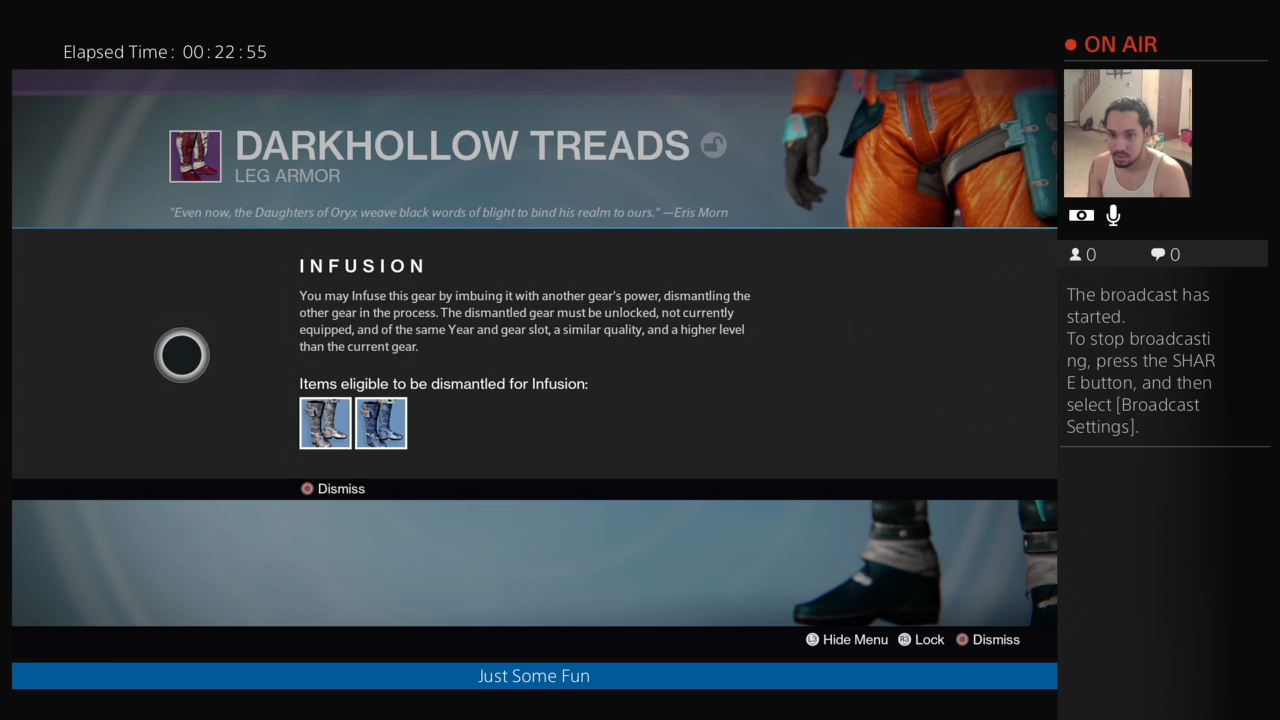 Elapsed Time: 00:22:55
ON AIR
DARKHOLLOW TREADS
LEG ARMOR
"Even now, the Daughters of Oryx weave black words of blight to bind his realm to ours." —Eris Morn
INFUSION
You may Infuse this gear by imbuing it with another gear's power, dismantling the
other gear in the process. The dismantled gear must be unlocked, not currently
equipped, and of the same Year and gear slot, a similar quality, and a higher level
than the current gear.
Items eligible to be dismantled for Infusion:
Dismiss
L3 Hide Menu R3 Lock Dismiss
Just Some Fun
0 0
The broadcast has
started.
To stop broadcasti
ng, press the SHAR
E button, and then
select [Broadcast
Settings].